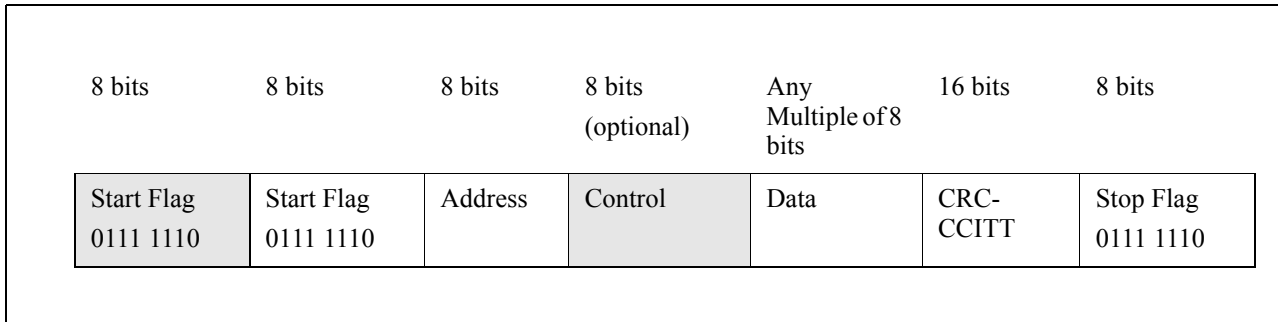 8 bits
8 bits
8 bits
8 bits
(optional)
Any
Multiple of 8
bits
16 bits
8 bits
Start Flag
0111 1110
Start Flag
0111 1110
Address
Control
Data
CRC-
CCITT
Stop Flag
0111 1110